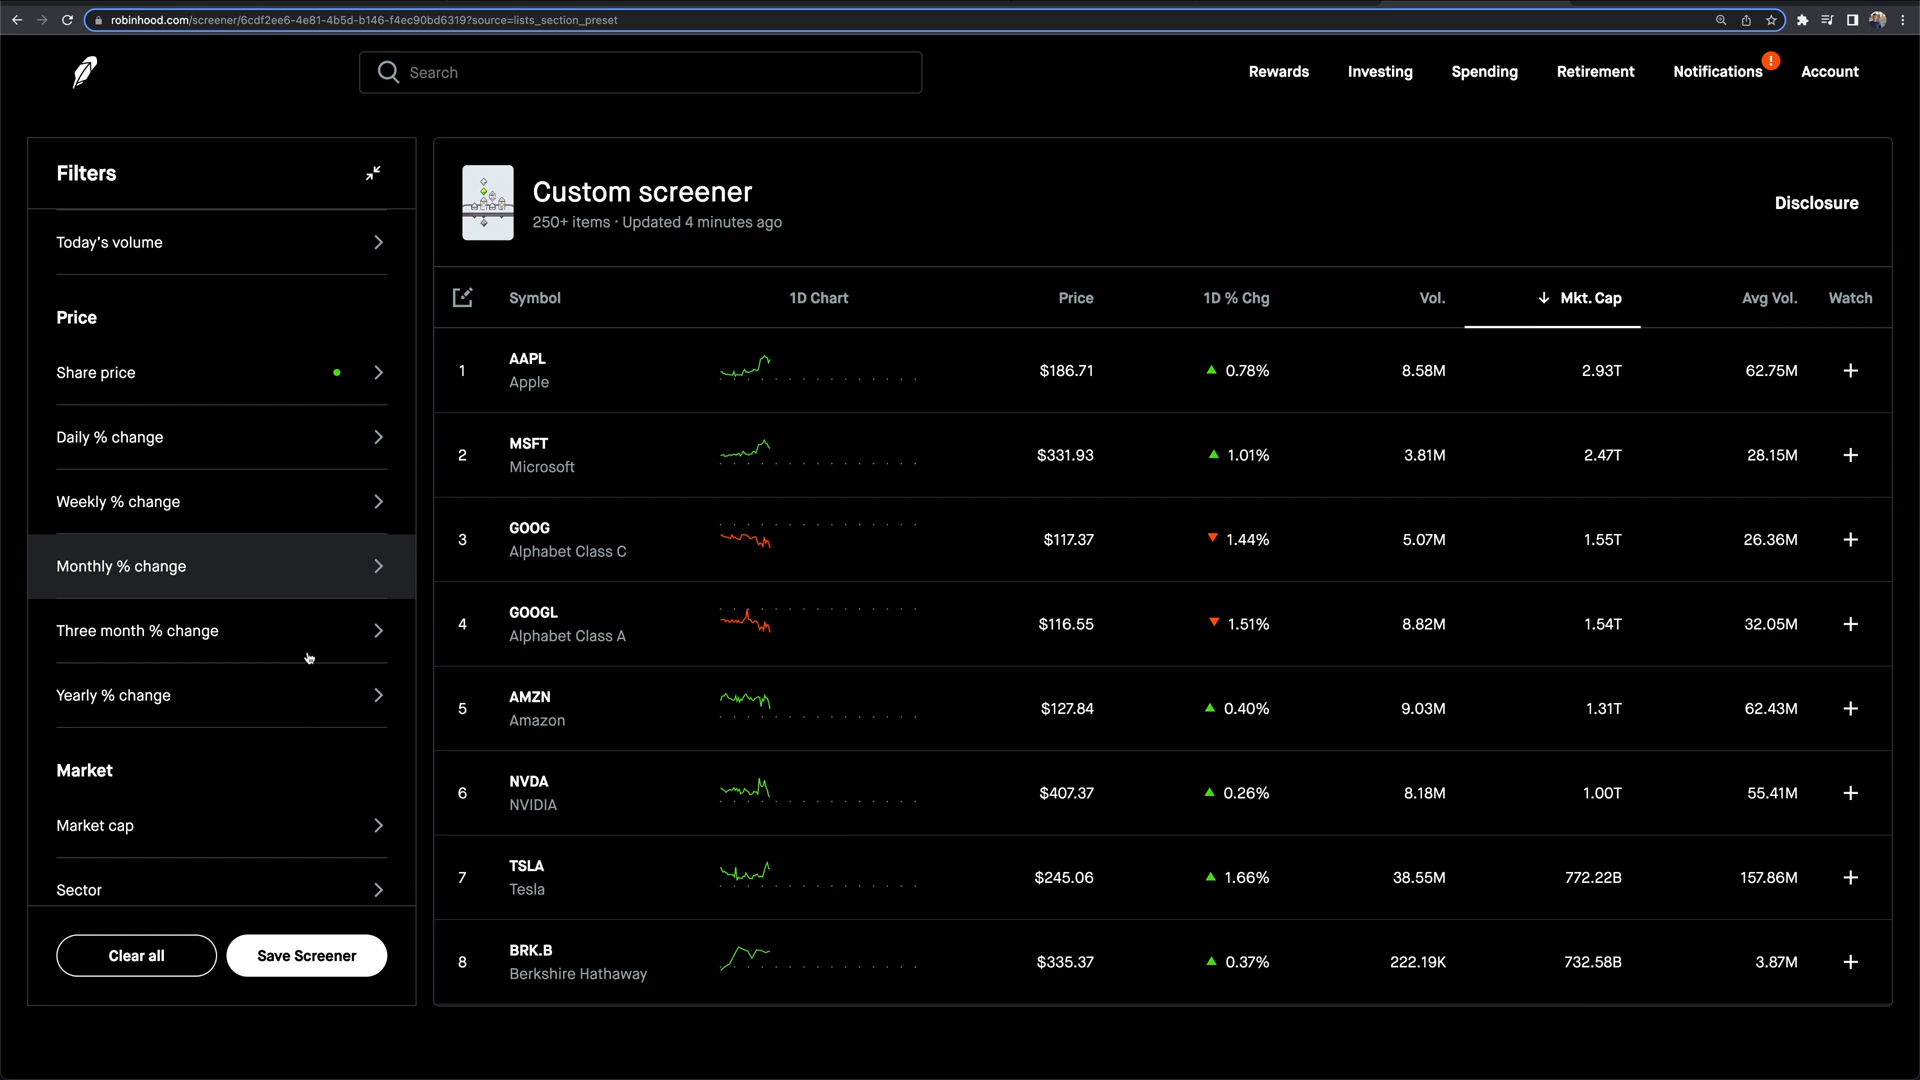 robinhood.com/screener/6cdf2ee6-4e81-4b5d-b146-f4ec90bd6319?source=lists_section_preset
Search
Rewards
Investing
Spending
Retirement
Notifications
!
Account
Filters
Today's volume
Price
Share price
Daily % change
Weekly % change
Monthly % change
Three month % change
Yearly % change
Market
Market cap
Sector
Clear all
Save Screener
Custom screener
250+ items · Updated 4 minutes ago
Disclosure
Symbol 1D Chart Price 1D % Chg Vol. Mkt. Cap Avg Vol. Watch
1 AAPL $186.71 0.78% 8.58M 2.93T 62.75M
Apple
2 MSFT $331.93 1.01% 3.81M 2.47T 28.15M
Microsoft
3 GOOG $117.37 1.44% 5.07M 1.55T 26.36M
Alphabet Class C
4 GOOGL $116.55 1.51% 8.82M 1.54T 32.05M
Alphabet Class A
5 AMZN $127.84 0.40% 9.03M 1.31T 62.43M
Amazon
6 NVDA $407.37 0.26% 8.18M 1.00T 55.41M
NVIDIA
7 TSLA $245.06 1.66% 38.55M 772.22B 157.86M
Tesla
8 BRK.B $335.37 0.37% 222.19K 732.58B 3.87M
Berkshire Hathaway